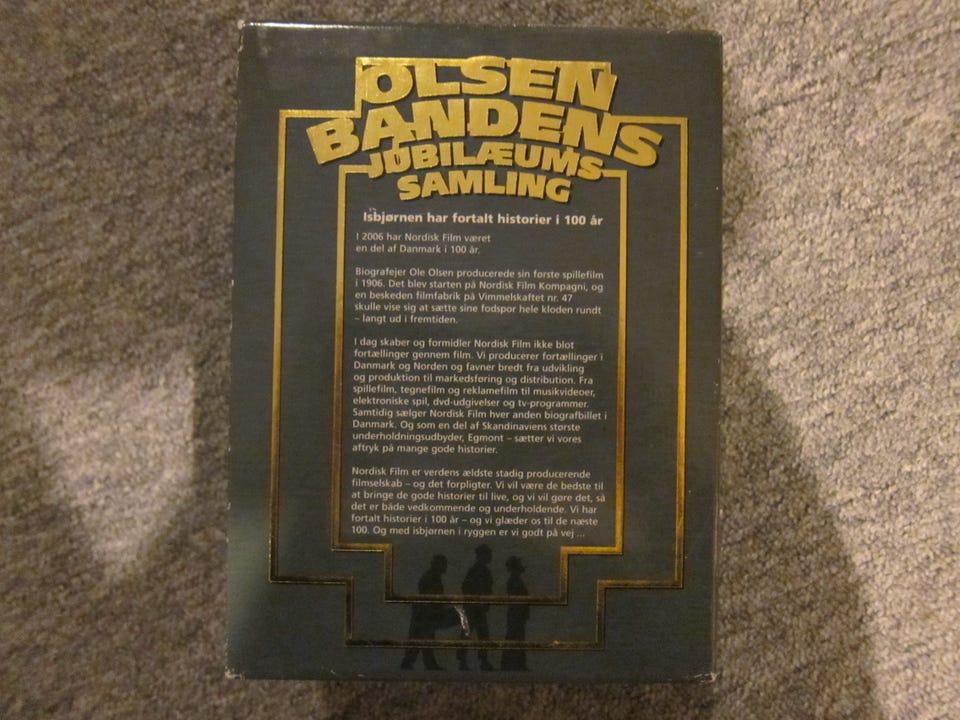 OLSEN
BANDENS
JUBILÆUMS
SAMLING
Isbjørnen har fortalt historier i 100 år
I 2006 har Nordisk Film været
en del af Danmark i 100 år.
Biografejer Ole Olsen producerede sin første spillefilm
i 1906. Det blev starten på Nordisk Film Kompagni, og
en beskeden filmfabrik på Vimmelskaftet nr. 47
skulle vise sig at sætte sine fodspor hele kloden rundt
– langt ud i fremtiden.
I dag skaber og formidler Nordisk Film ikke blot
fortællinger gennem film. Vi producerer fortællinger i
Danmark og Norden og favner bredt fra udvikling
og produktion til markedsføring og distribution. Fra
spillefilm, tegnefilm og reklamefilm til musikvideoer,
elektroniske spil, dvd-udgivelser og tv-programmer.
Samtidig sælger Nordisk Film hver anden biografbillet i
Danmark. Og som en del af Skandinaviens største
underholdningsudbyder, Egmont – sætter vi vores
aftryk på mange gode historier.
Nordisk Film er verdens ældste stadig producerende
filmselskab – og det forpligter. Vi vil være de bedste til
at bringe de gode historier til live, og vi vil gøre det, så
det er både vedkommende og underholdende. Vi har
fortalt historier i 100 år – og vi glæder os til de næste
100. Og med isbjørnen i ryggen er vi godt på vej ...